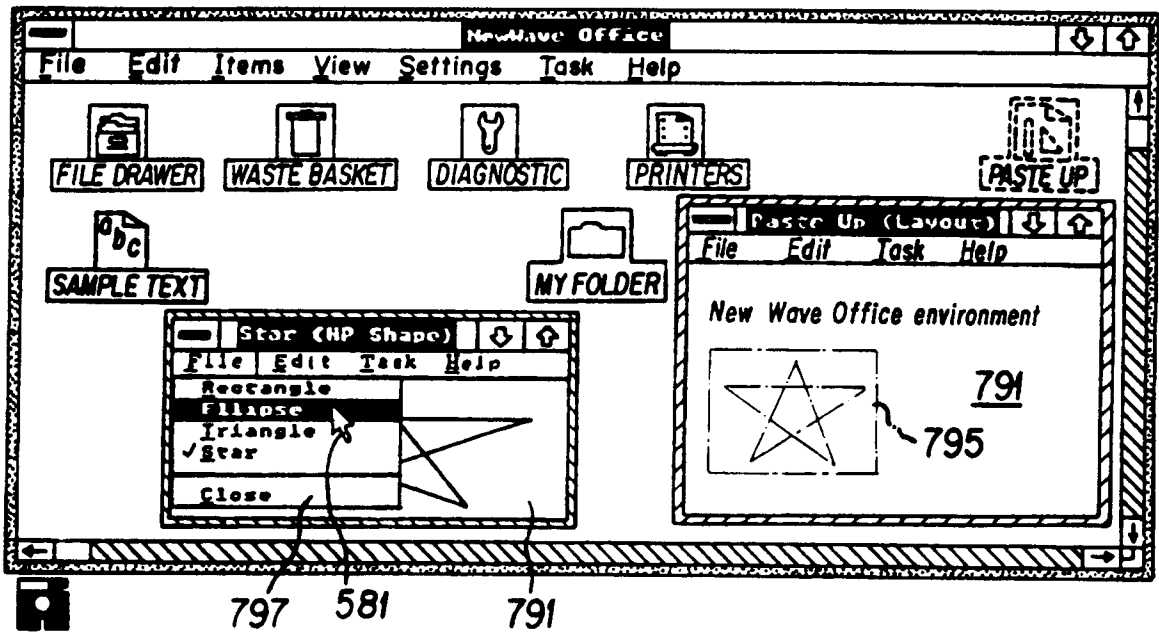 NewWave Office
File Edit Items View Settings Task Help
FILE DRAWER WASTE BASKET DIAGNOSTIC PRINTERS PASTE UP
abc
SAMPLE TEXT MY FOLDER
Paste Up (Layout)
File Edit Task Help
New Wave Office environment
791
795
Star (HP Shape)
File Edit Task Help
Rectangle
Ellipse
Triangle
✓Star
Close
797 581 791